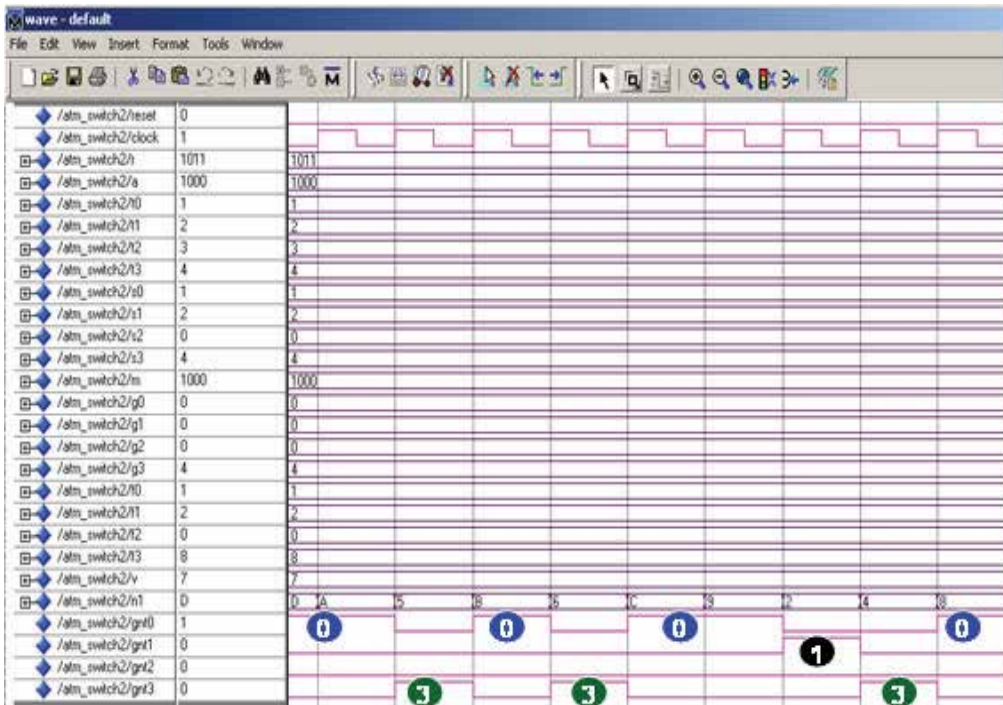 wave - default
File Edit View Insert Format Tools Window
/atm_switch2/reset 0
/atm_switch2/clock 1
/atm_switch2/r 1011 1011
/atm_switch2/a 1000 1000
/atm_switch2/t0 1 1
/atm_switch2/t1 2 2
/atm_switch2/t2 3 3
/atm_switch2/t3 4 4
/atm_switch2/s0 1 1
/atm_switch2/s1 2 2
/atm_switch2/s2 0 0
/atm_switch2/s3 4 4
/atm_switch2/m 1000 1000
/atm_switch2/g0 0 0
/atm_switch2/g1 0 0
/atm_switch2/g2 0 0
/atm_switch2/g3 4 4
/atm_switch2/f0 1 1
/atm_switch2/f1 2 2
/atm_switch2/f2 0 0
/atm_switch2/f3 8 8
/atm_switch2/v 7 7
/atm_switch2/n1 D D A 5 B 6 C 9 2 4 8
/atm_switch2/gnt0 1 0 0 0 0
/atm_switch2/gnt1 0 1
/atm_switch2/gnt2 0
/atm_switch2/gnt3 0 3 3 3